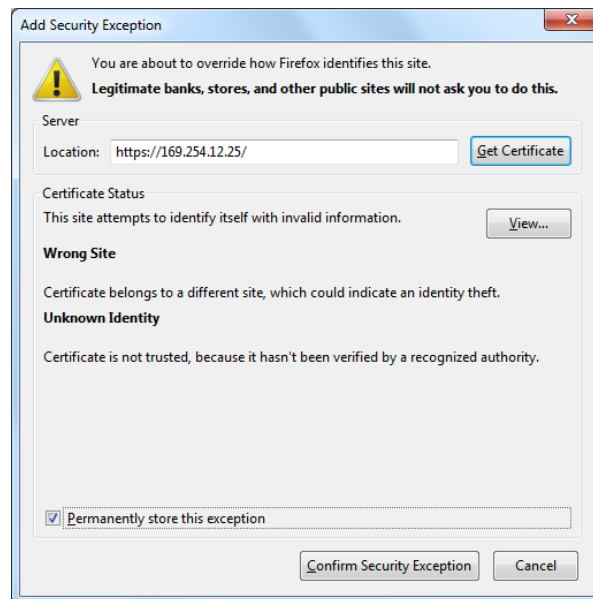 Add Security Exception
You are about to override how Firefox identifies this site.
Legitimate banks, stores, and other public sites will not ask you to do this.
Server
Location: https://169.254.12.25/ Get Certificate
Certificate Status
This site attempts to identify itself with invalid information.
View...
Wrong Site
Certificate belongs to a different site, which could indicate an identity theft.
Unknown Identity
Certificate is not trusted, because it hasn't been verified by a recognized authority.
Permanently store this exception
Confirm Security Exception Cancel